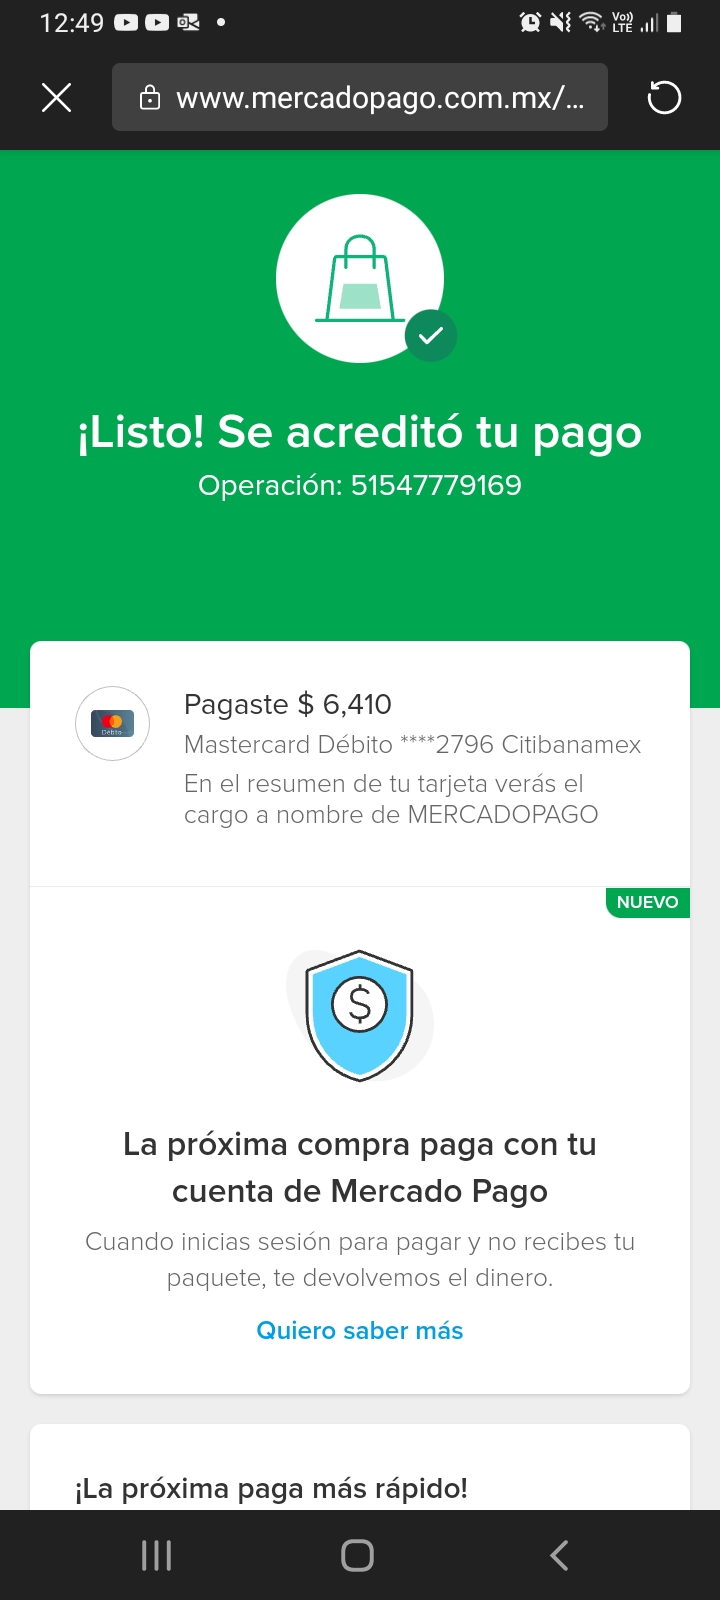 12:49
Vo))
LTE
www.mercadopago.com.mx/...
¡Listo! Se acreditó tu pago
Operación: 51547779169
Débito
Pagaste $ 6,410
Mastercard Débito ****2796 Citibanamex
En el resumen de tu tarjeta verás el
cargo a nombre de MERCADOPAGO
NUEVO
$
La próxima compra paga con tu
cuenta de Mercado Pago
Cuando inicias sesión para pagar y no recibes tu
paquete, te devolvemos el dinero.
Quiero saber más
¡La próxima paga más rápido!